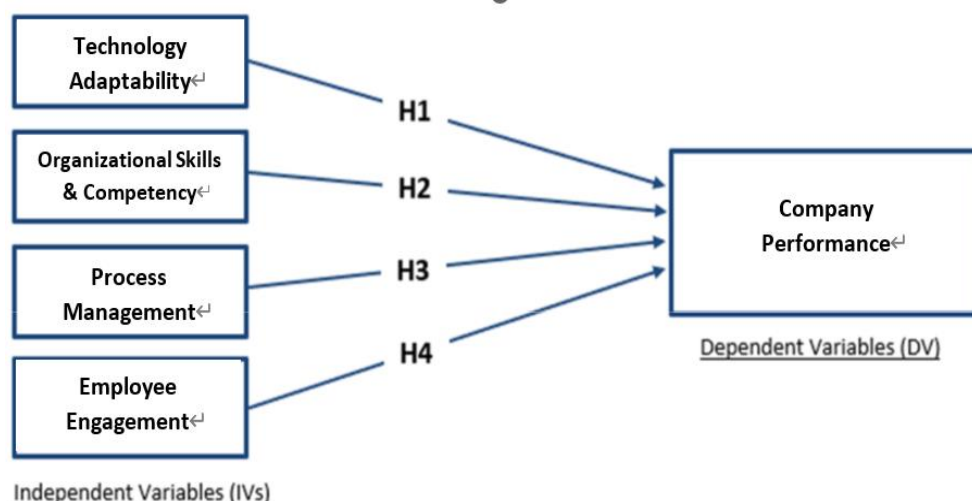 Technology
Adaptability↵
H1
Organizational Skills
& Competency↵
H2
Company
Performance↵
Process
Management↵
H3
Dependent Variables (DV)
H4
Employee
Engagement↵
Independent Variables (IVs)